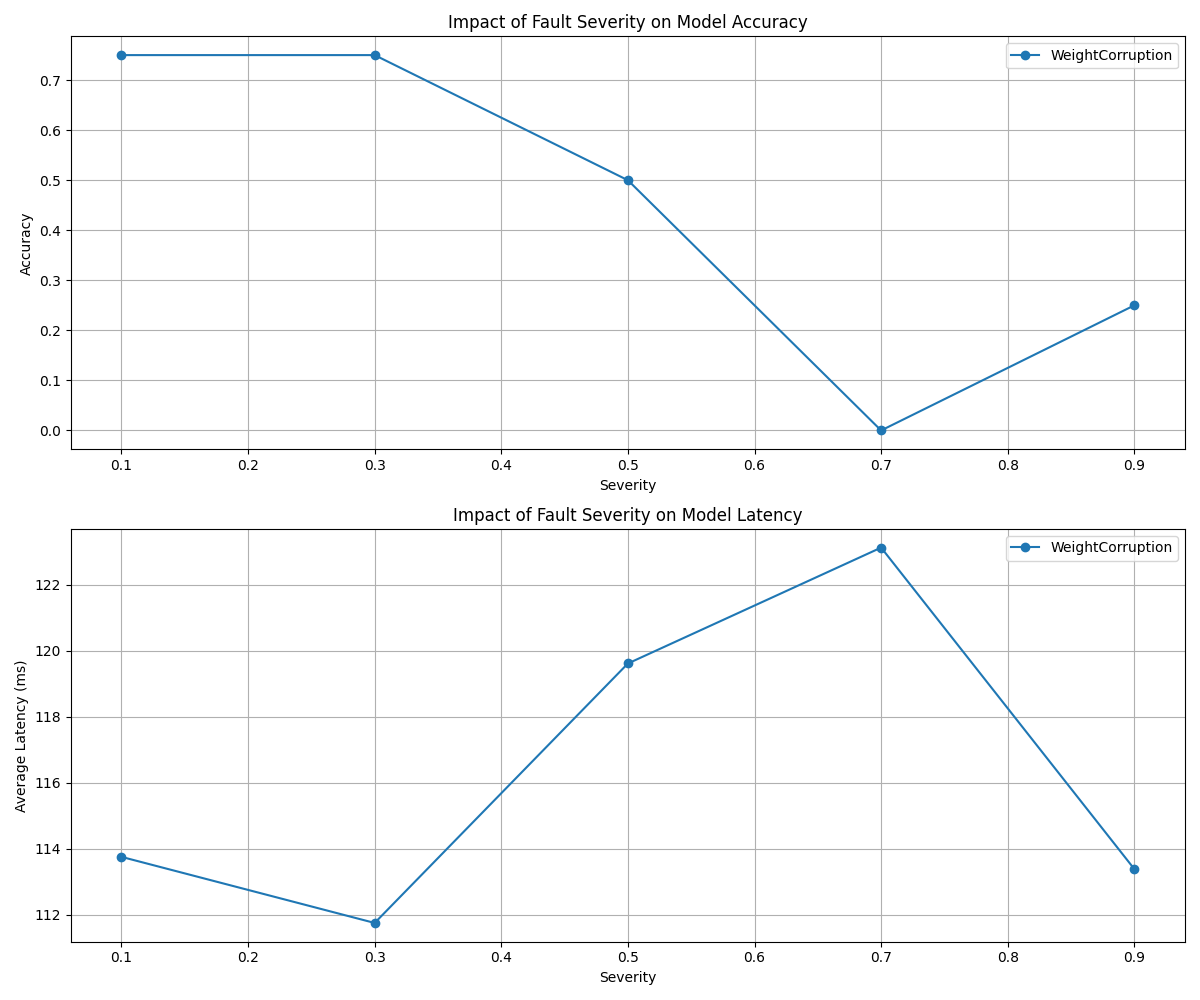 Impact of Fault Severity on Model Accuracy
WeightCorruption
Accuracy
0.7
0.6
0.5
0.4
0.3
0.2
0.1
0.0
0.1 0.2 0.3 0.4 0.5 0.6 0.7 0.8 0.9
Severity
Impact of Fault Severity on Model Latency
WeightCorruption
Average Latency (ms)
122
120
118
116
114
112
0.1 0.2 0.3 0.4 0.5 0.6 0.7 0.8 0.9
Severity